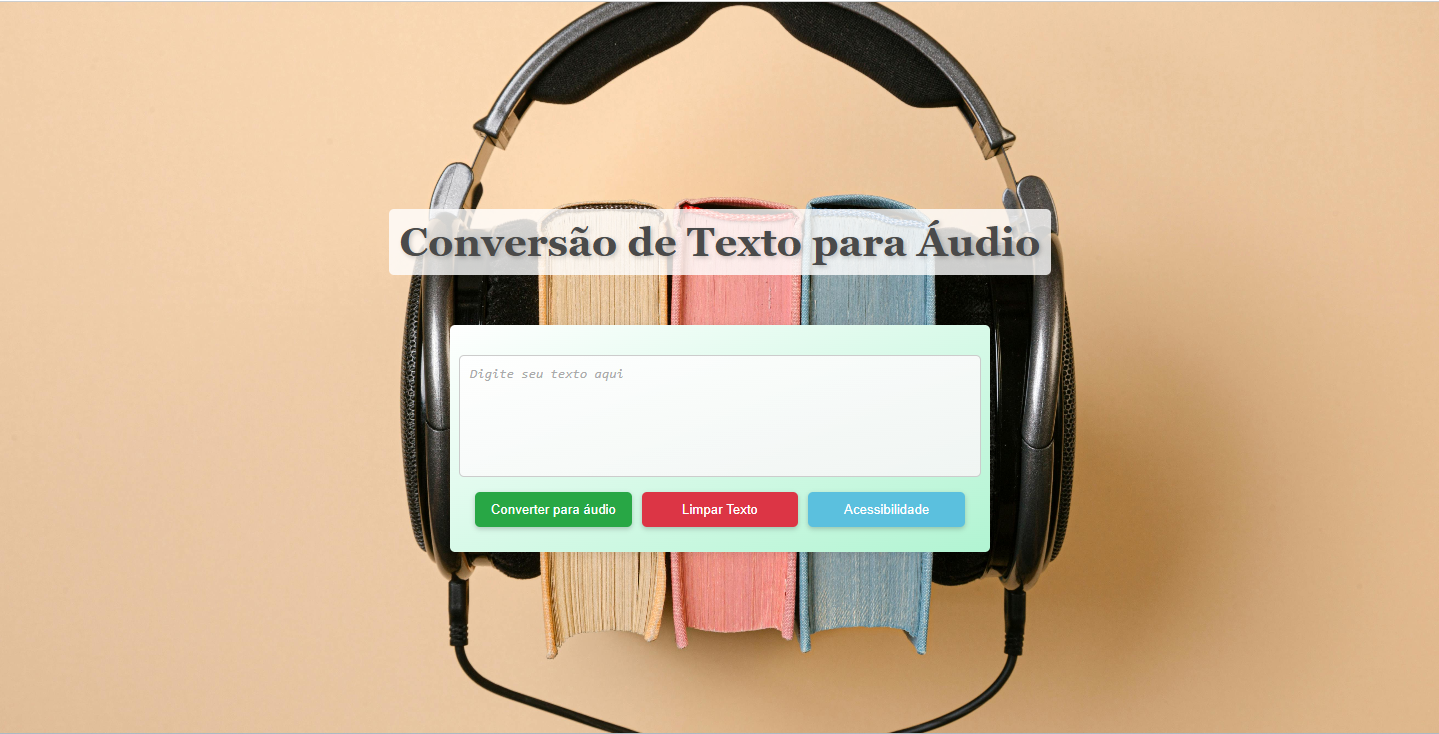 Conversão de Texto para Áudio
Digite seu texto aqui
Converter para áudio
Limpar Texto
Acessibilidade